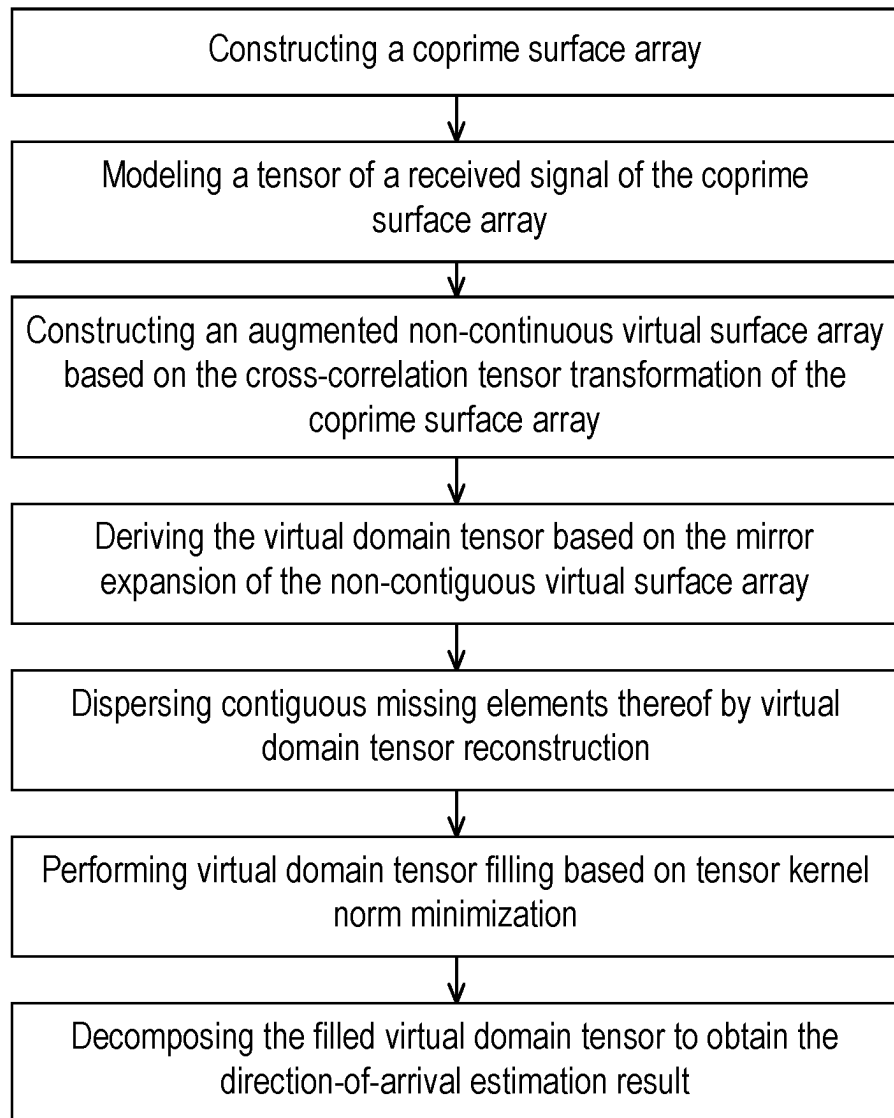 Constructing a coprime surface array
Modeling a tensor of a received signal of the coprime
surface array
Constructing an augmented non-continuous virtual surface array
based on the cross-correlation tensor transformation of the
coprime surface array
Deriving the virtual domain tensor based on the mirror
expansion of the non-contiguous virtual surface array
Dispersing contiguous missing elements thereof by virtual
domain tensor reconstruction
Performing virtual domain tensor filling based on tensor kernel
norm minimization
Decomposing the filled virtual domain tensor to obtain the
direction-of-arrival estimation result